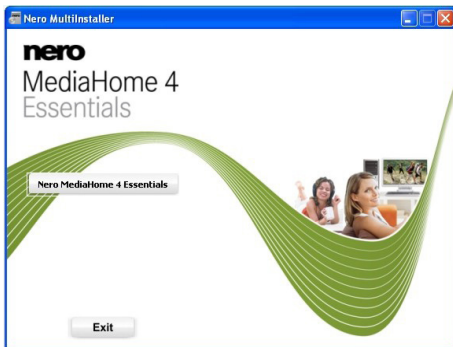 Nero MultiInstaller
nero
MediaHome 4
Essentials
Nero MediaHome 4 Essentials
Exit